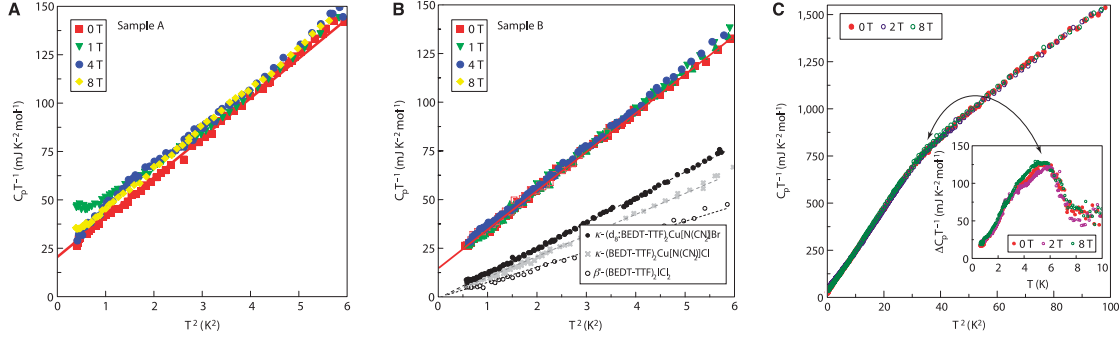 A
Sample A
0 T
1 T
4 T
8 T
150
125
100
75
50
25
0
0
1
2
3
4
5
6
CpT⁻¹ (mJ K⁻² mol⁻¹)
T² (K²)
B
Sample B
0 T
1 T
4 T
8 T
150
125
100
75
50
25
0
0
1
2
3
4
5
6
CpT⁻¹ (mJ K⁻² mol⁻¹)
T² (K²)
κ-(d₈:BEDT-TTF)₂Cu[N(CN₂]Br
κ-(BEDT-TTF)₂Cu[N(CN)₂]Cl
β-(BEDT-TTF)₂ICl₂
C
0 T 2 T 8 T
1,500
1,250
1,000
750
500
250
0
0
20
40
60
80
100
CpT⁻¹ (mJ K⁻² mol⁻¹)
T² (K²)
150
125
100
75
50
25
0
0
2
4
6
8
10
ΔCpT⁻¹ (mJ K⁻² mol⁻¹)
T (K)
0 T 2 T 8 T